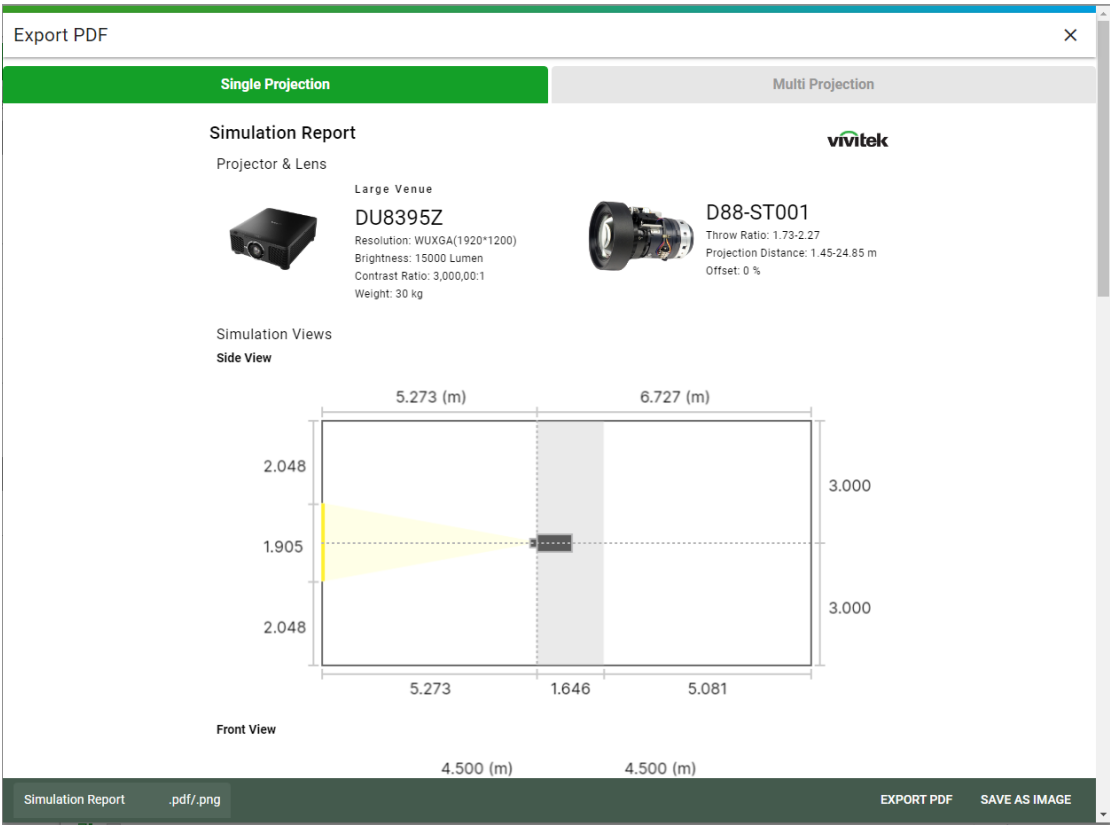 Export PDF
Single Projection
Multi Projection
Simulation Report
vivitek
Projector & Lens
Large Venue
DU8395Z
Resolution: WUXGA(1920*1200)
Brightness: 15000 Lumen
Contrast Ratio: 3,000,00:1
Weight: 30 kg
D88-ST001
Throw Ratio: 1.73-2.27
Projection Distance: 1.45-24.85 m
Offset: 0 %
Simulation Views
Side View
5.273 (m)
6.727 (m)
2.048
3.000
1.905
3.000
2.048
5.273
1.646
5.081
Front View
4.500 (m)
4.500 (m)
Simulation Report
.pdf/.png
EXPORT PDF
SAVE AS IMAGE